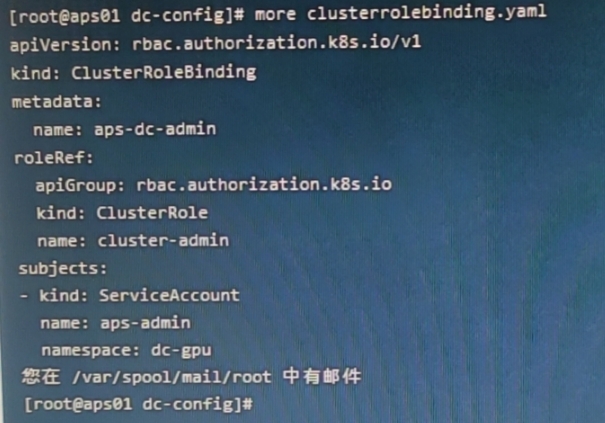 [root@aps01 dc-config]# more clusterrolebinding.yaml
apiVersion: rbac.authorization.k8s.io/v1
kind: ClusterRoleBinding
metadata:
  name: aps-dc-admin
roleRef:
  apiGroup: rbac.authorization.k8s.io
  kind: ClusterRole
  name: cluster-admin
subjects:
- kind: ServiceAccount
  name: aps-admin
  namespace: dc-gpu
您在 /var/spool/mail/root 中有邮件
[root@aps01 dc-config]#